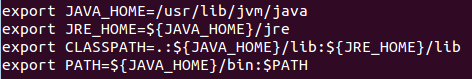 export JAVA_HOME=/usr/lib/jvm/java
export JRE_HOME=${JAVA_HOME}/jre
export CLASSPATH=.:${JAVA_HOME}/lib:${JRE_HOME}/lib
export PATH=${JAVA_HOME}/bin:$PATH